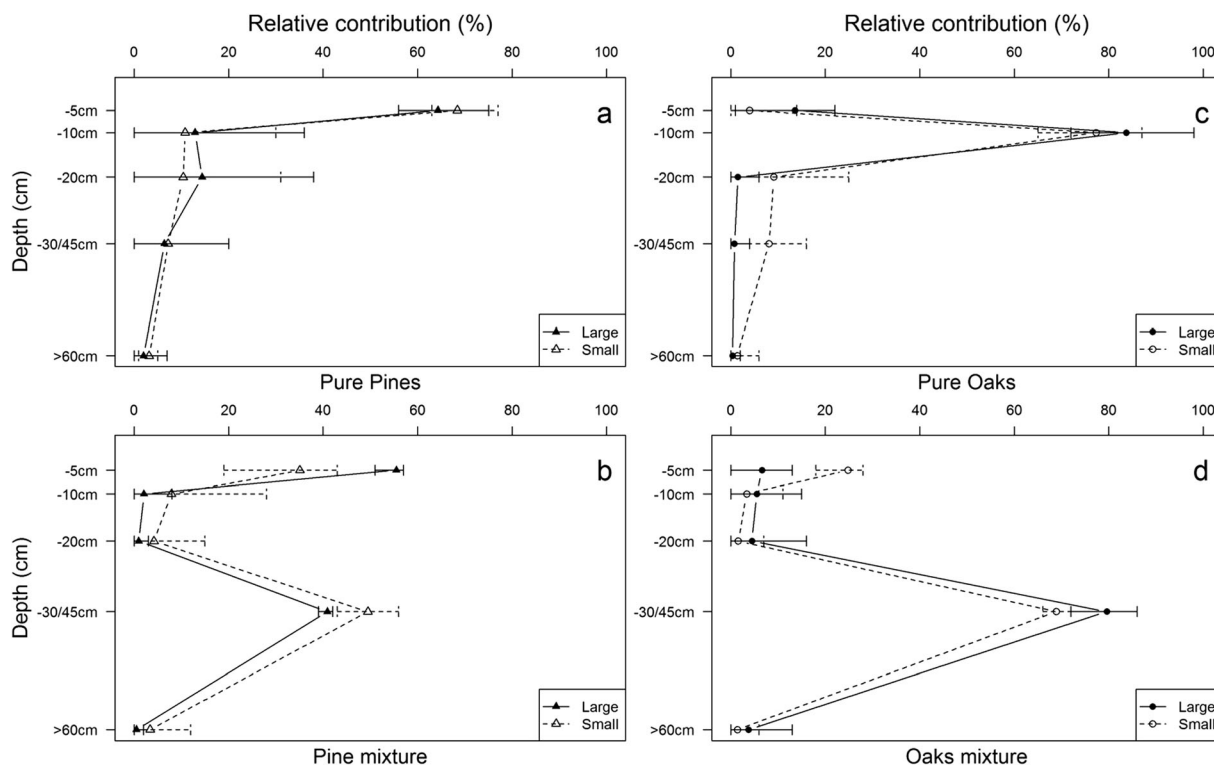 Relative contribution (%)
0 20 40 60 80 100
Depth (cm)
-5cm
-10cm
-20cm
-30/45cm
>60cm
a
Large
Small
Pure Pines
Relative contribution (%)
0 20 40 60 80 100
-5cm
-10cm
-20cm
-30/45cm
>60cm
c
Large
Small
Pure Oaks
0 20 40 60 80 100
Depth (cm)
-5cm
-10cm
-20cm
-30/45cm
>60cm
b
Large
Small
Pine mixture
0 20 40 60 80 100
-5cm
-10cm
-20cm
-30/45cm
>60cm
d
Large
Small
Oaks mixture